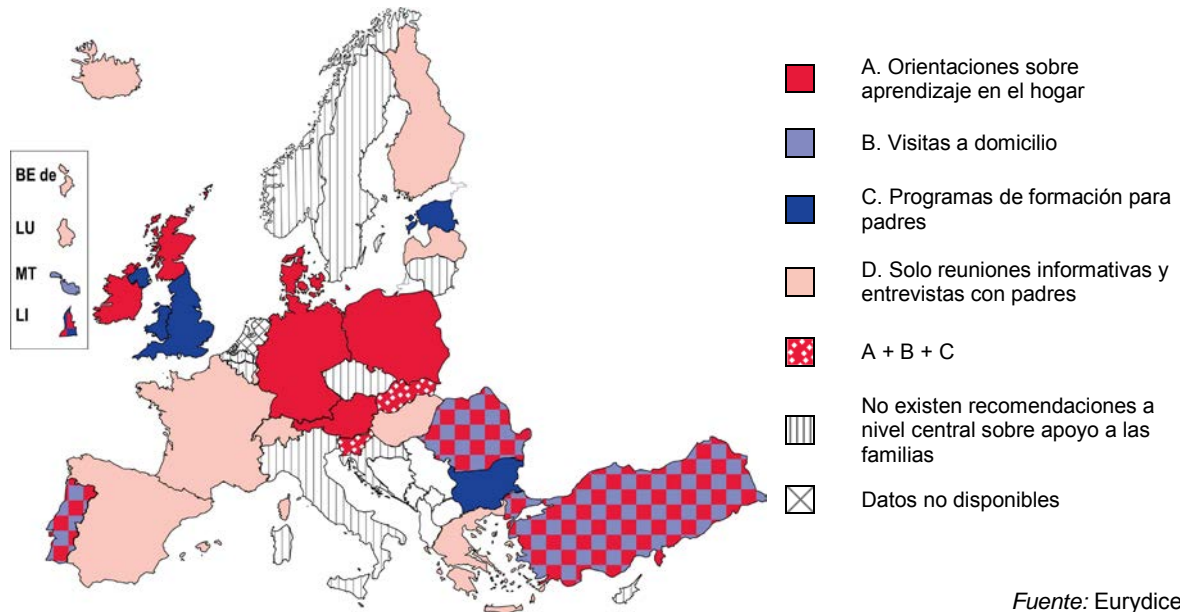 BE de
LU
MT
LI
A. Orientaciones sobre
aprendizaje en el hogar
B. Visitas a domicilio
C. Programas de formación para
padres
D. Solo reuniones informativas y
entrevistas con padres
A + B + C
No existen recomendaciones a
nivel central sobre apoyo a las
familias
Datos no disponibles
Fuente: Eurydice